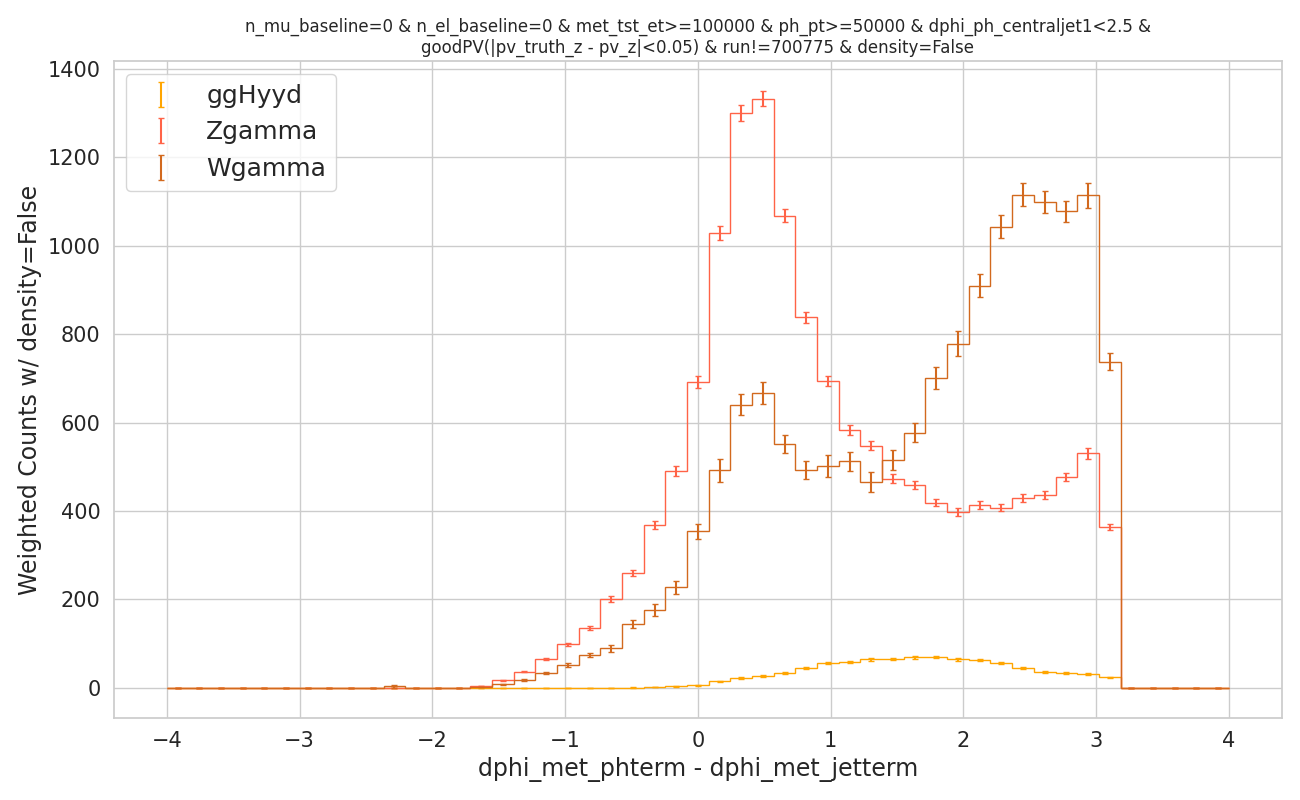 n_mu_baseline=0 & n_el_baseline=0 & met_tst_et>=100000 & ph_pt>=50000 & dphi_ph_centraljet1<2.5 &
goodPV(|pv_truth_z - pv_z|<0.05) & run!=700775 & density=False
1400
1200
1000
800
600
400
200
0
Weighted Counts w/ density=False
ggHyyd
Zgamma
Wgamma
−4 −3 −2 −1 0 1 2 3 4
dphi_met_phterm - dphi_met_jetterm